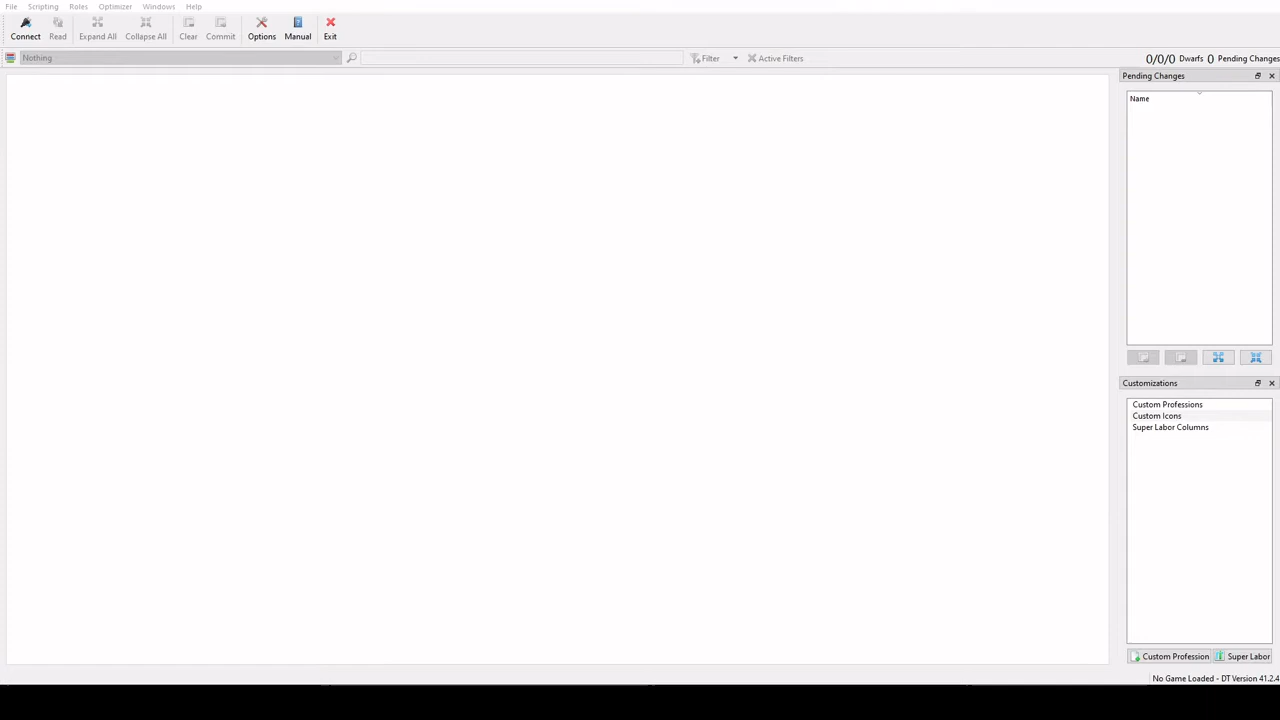 File Scripting Roles Optimizer Windows Help
Connect Read Expand All Collapse All Clear Commit Options Manual Exit
Nothing Filter Active Filters 0/0/0 Dwarfs 0 Pending Changes
Pending Changes
Name
Customizations
Custom Professions
Custom Icons
Super Labor Columns
Custom Profession Super Labor
No Game Loaded - DT Version 41.2.4